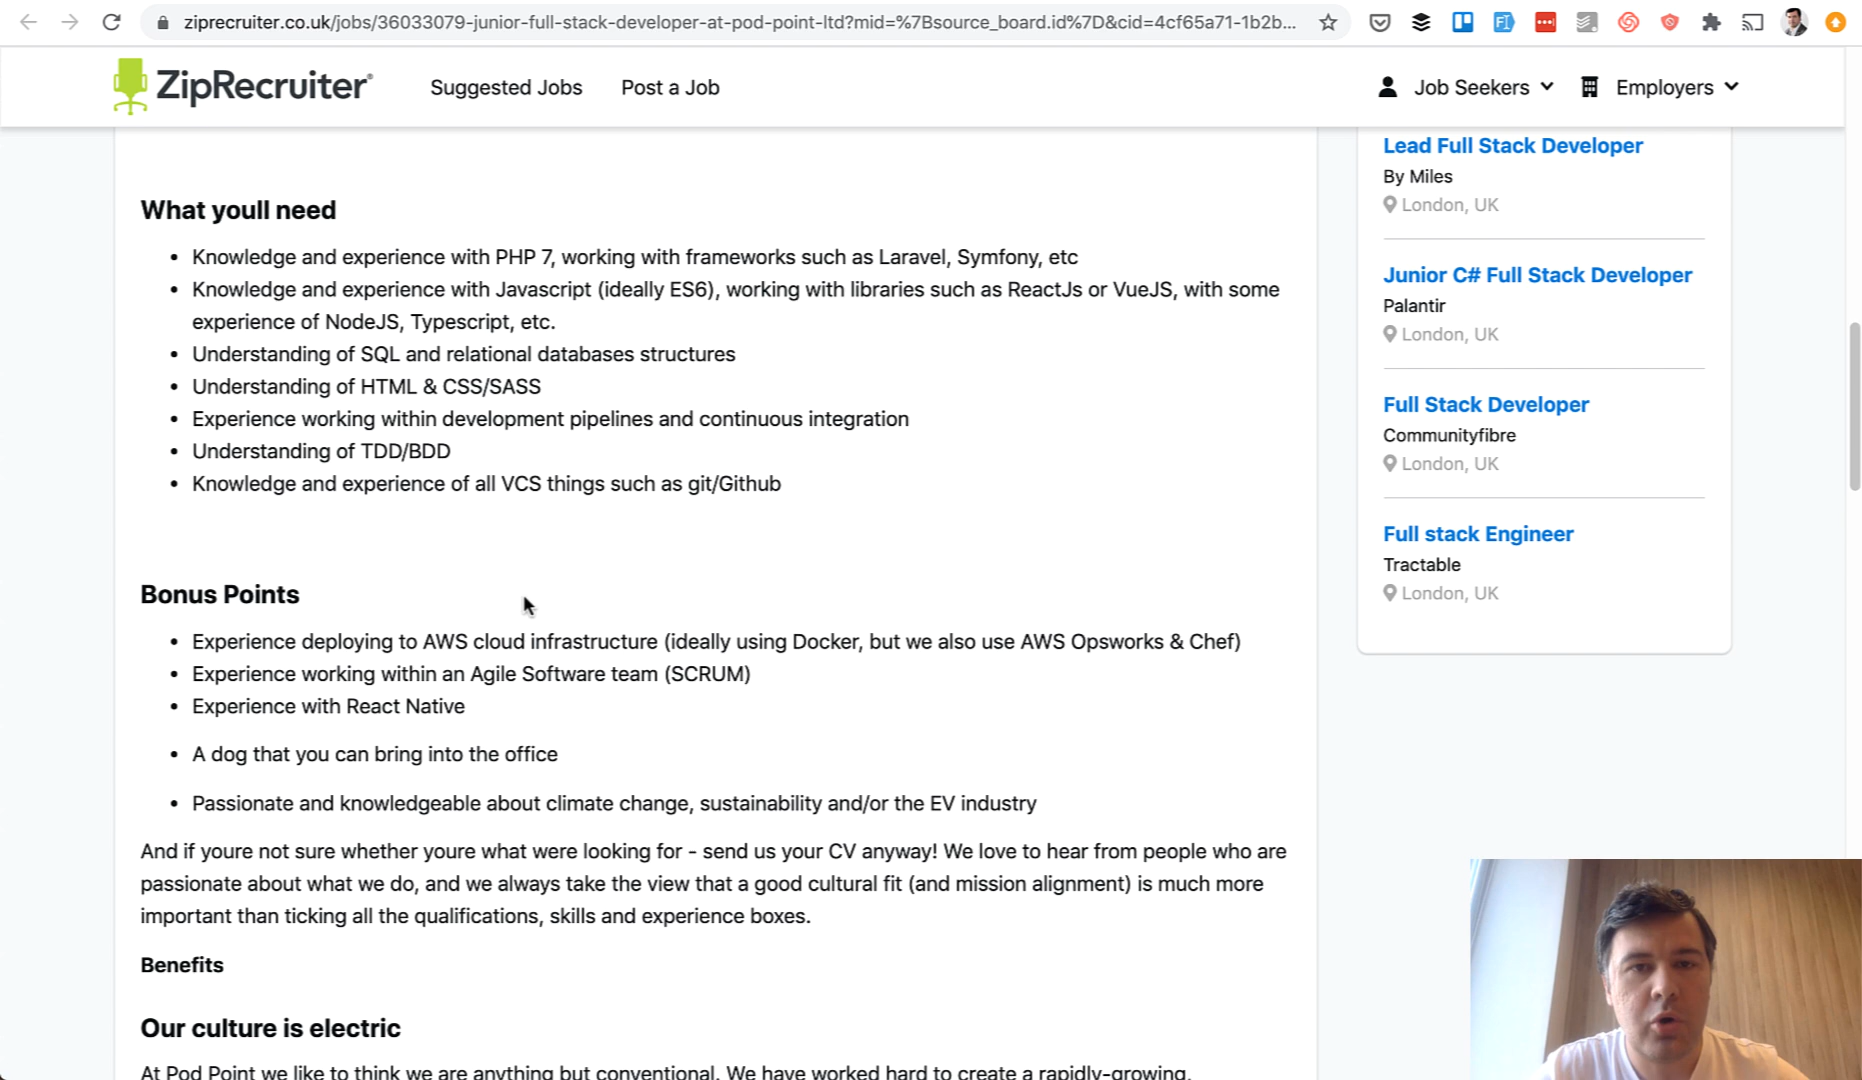 ziprecruiter.co.uk/jobs/36033079-junior-full-stack-developer-at-pod-point-ltd?mid=%7Bsource_board.id%7D&cid=4cf65a71-1b2b...
ZipRecruiter
Suggested Jobs
Post a Job
Job Seekers
Employers
What youll need
• Knowledge and experience with PHP 7, working with frameworks such as Laravel, Symfony, etc
• Knowledge and experience with Javascript (ideally ES6), working with libraries such as ReactJs or VueJS, with some
experience of NodeJS, Typescript, etc.
• Understanding of SQL and relational databases structures
• Understanding of HTML & CSS/SASS
• Experience working within development pipelines and continuous integration
• Understanding of TDD/BDD
• Knowledge and experience of all VCS things such as git/Github
Bonus Points
• Experience deploying to AWS cloud infrastructure (ideally using Docker, but we also use AWS Opsworks & Chef)
• Experience working within an Agile Software team (SCRUM)
• Experience with React Native
• A dog that you can bring into the office
• Passionate and knowledgeable about climate change, sustainability and/or the EV industry
And if youre not sure whether youre what were looking for - send us your CV anyway! We love to hear from people who are
passionate about what we do, and we always take the view that a good cultural fit (and mission alignment) is much more
important than ticking all the qualifications, skills and experience boxes.
Benefits
Our culture is electric
At Pod Point we like to think we are anything but conventional. We have worked hard to create a rapidly-growing,
Lead Full Stack Developer
By Miles
London, UK
Junior C# Full Stack Developer
Palantir
London, UK
Full Stack Developer
Communityfibre
London, UK
Full stack Engineer
Tractable
London, UK